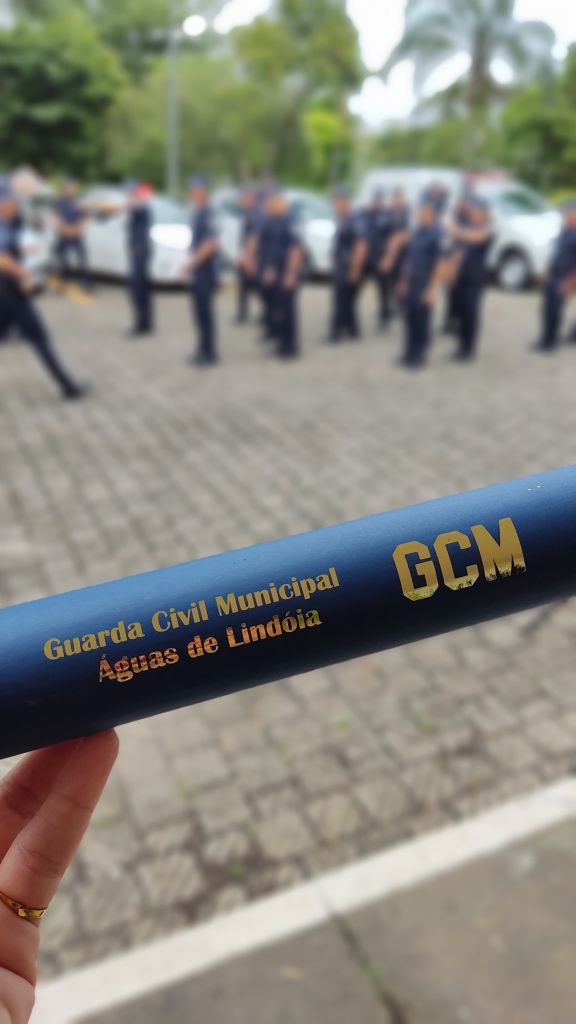 Guarda Civil Municipal
Águas de Lindóia
GCM